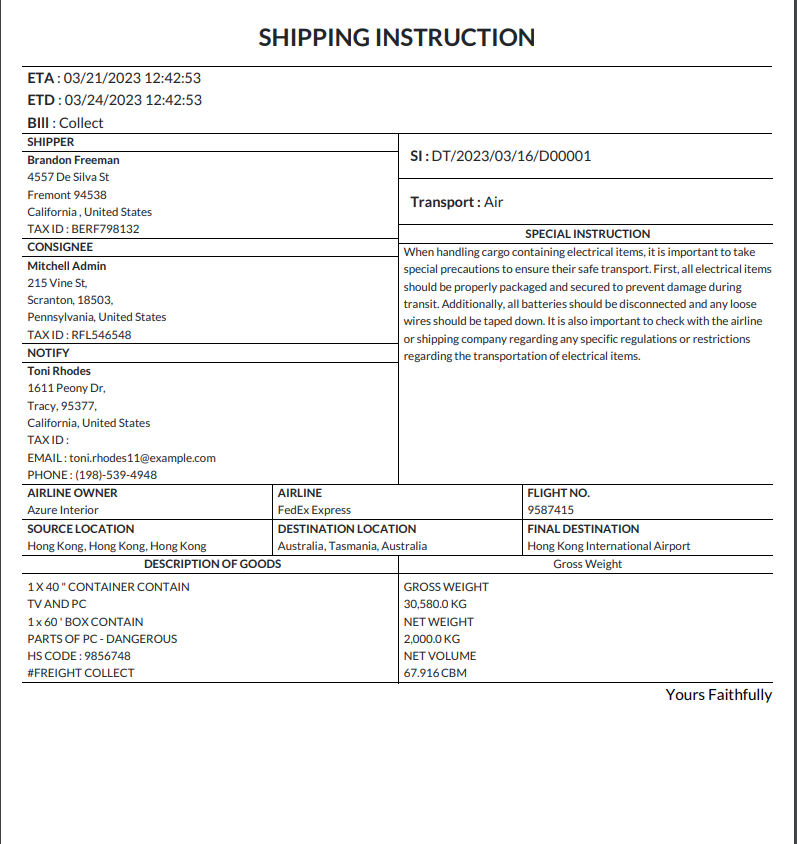 SHIPPING INSTRUCTION
ETA : 03/21/2023 12:42:53
ETD : 03/24/2023 12:42:53
BIll : Collect
SHIPPER
Brandon Freeman
4557 De Silva St
Fremont 94538
California , United States
TAX ID : BERF798132
CONSIGNEE
Mitchell Admin
215 Vine St,
Scranton, 18503,
Pennsylvania, United States
TAX ID : RFL546548
NOTIFY
Toni Rhodes
1611 Peony Dr,
Tracy, 95377,
California, United States
TAX ID :
EMAIL : toni.rhodes11@example.com
PHONE : (198)-539-4948
SI : DT/2023/03/16/D00001
Transport : Air
SPECIAL INSTRUCTION
When handling cargo containing electrical items, it is important to take
special precautions to ensure their safe transport. First, all electrical items
should be properly packaged and secured to prevent damage during
transit. Additionally, all batteries should be disconnected and any loose
wires should be taped down. It is also important to check with the airline
or shipping company regarding any specific regulations or restrictions
regarding the transportation of electrical items.
AIRLINE OWNER AIRLINE FLIGHT NO.
Azure Interior FedEx Express 9587415
SOURCE LOCATION DESTINATION LOCATION FINAL DESTINATION
Hong Kong, Hong Kong, Hong Kong Australia, Tasmania, Australia Hong Kong International Airport
DESCRIPTION OF GOODS Gross Weight
1 X 40 " CONTAINER CONTAIN
TV AND PC
1 x 60 ' BOX CONTAIN
PARTS OF PC - DANGEROUS
HS CODE : 9856748
#FREIGHT COLLECT
GROSS WEIGHT
30,580.0 KG
NET WEIGHT
2,000.0 KG
NET VOLUME
67.916 CBM
Yours Faithfully